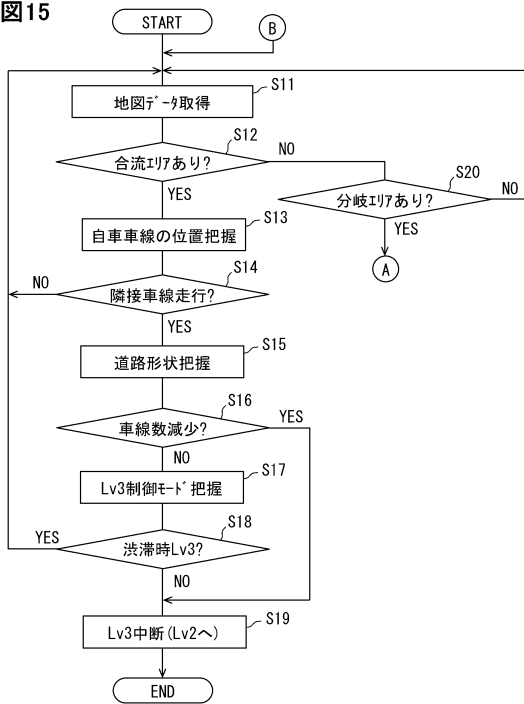 図15
START
B
S11
地図ﾃﾞｰﾀ取得
S12
合流ｴﾘｱあり?
NO
YES
S20
分岐ｴﾘｱあり?
NO
YES
A
S13
自車車線の位置把握
S14
隣接車線走行?
NO
YES
S15
道路形状把握
S16
車線数減少?
YES
NO
S17
Lv3制御ﾓｰﾄﾞ把握
S18
渋滞時Lv3?
YES
NO
S19
Lv3中断(Lv2へ)
END